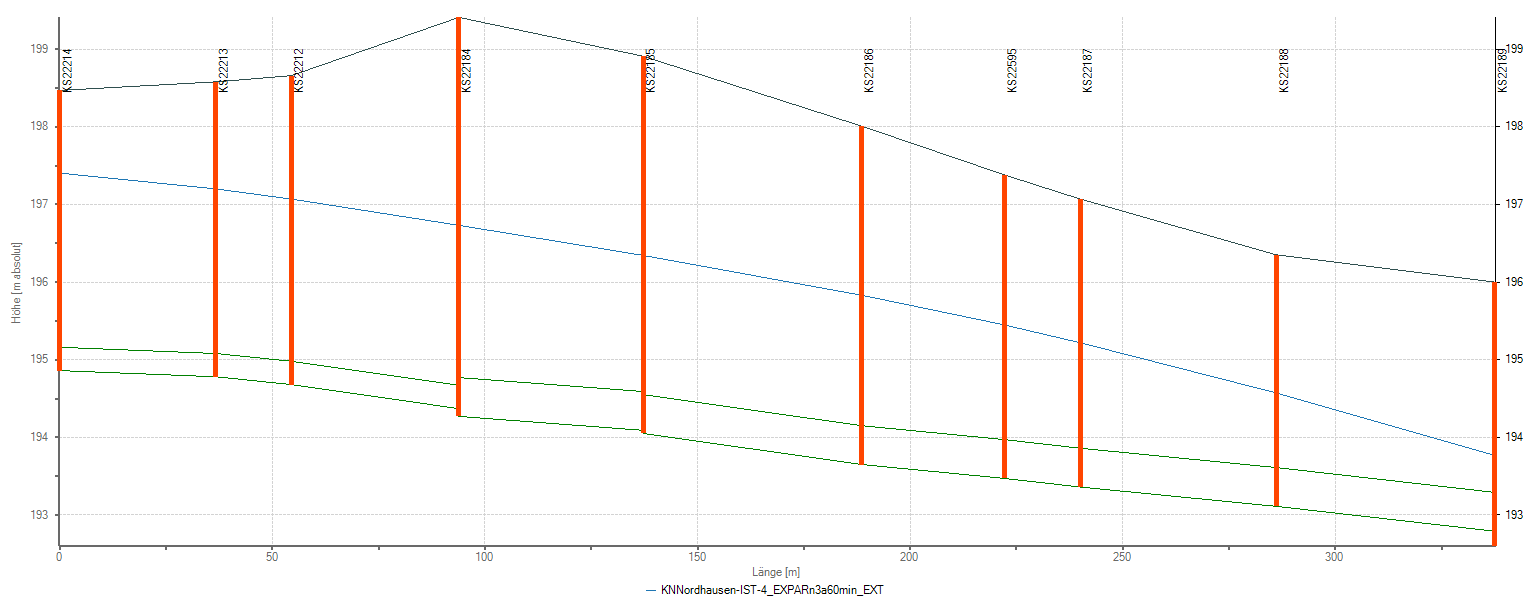 199
198
197
196
195
194
193
Höhe [m absolut]
KS22214
KS22213
KS22212
KS22184
KS22185
KS22186
KS22595
KS22187
KS22188
KS22189
199
198
197
196
195
194
193
0 50 100 150 200 250 300
Länge [m]
KNNordhausen-IST-4_EXPARn3a60min_EXT